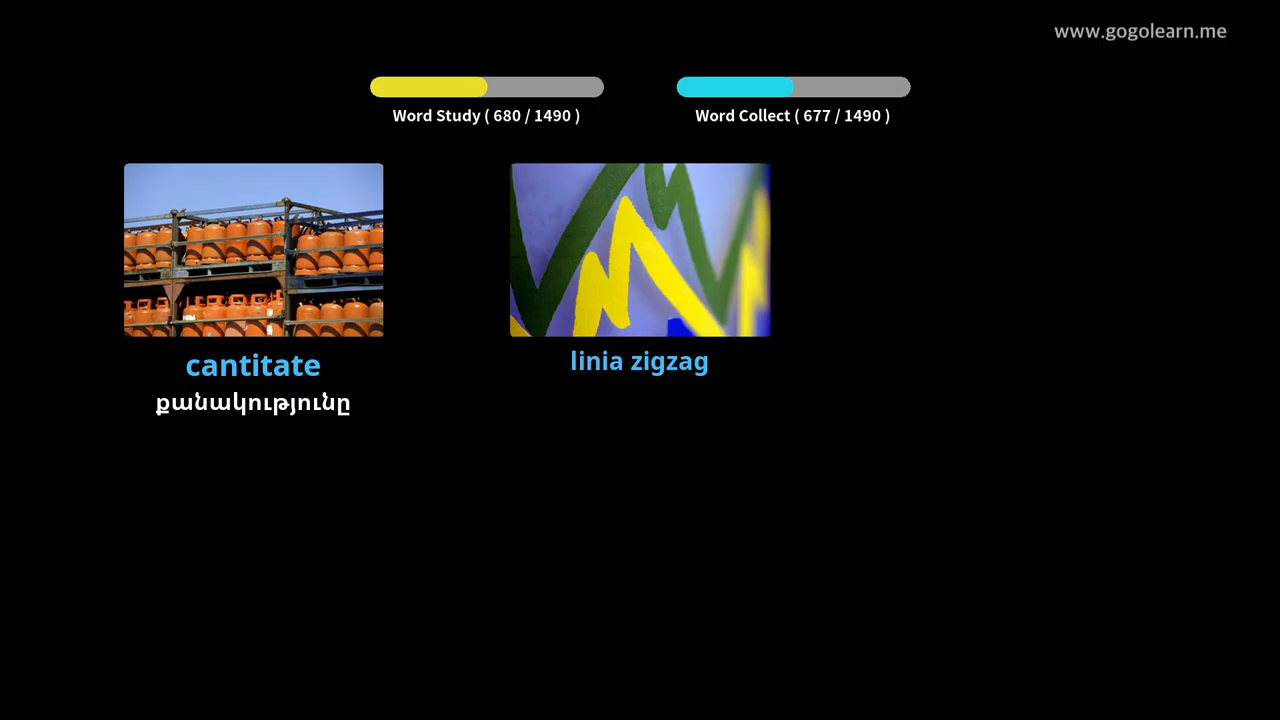 www.gogolearn.me
Word Study ( 680 / 1490 )
Word Collect ( 677 / 1490 )
cantitate
քանակությունը
linia zigzag